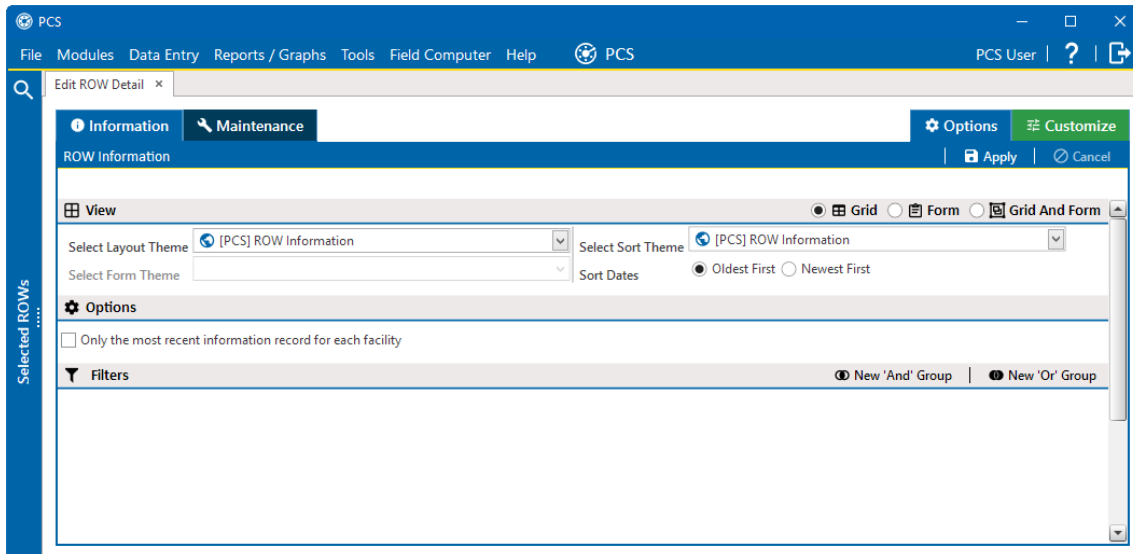 PCS
File Modules Data Entry Reports / Graphs Tools Field Computer Help PCS PCS User | ? |
Edit ROW Detail ×
Information Maintenance Options Customize
ROW Information | Apply | Cancel
View Grid Form Grid And Form
Select Layout Theme [PCS] ROW Information Select Sort Theme [PCS] ROW Information
Select Form Theme Sort Dates Oldest First Newest First
Options
Only the most recent information record for each facility
Filters New 'And' Group | New 'Or' Group
Selected ROWs